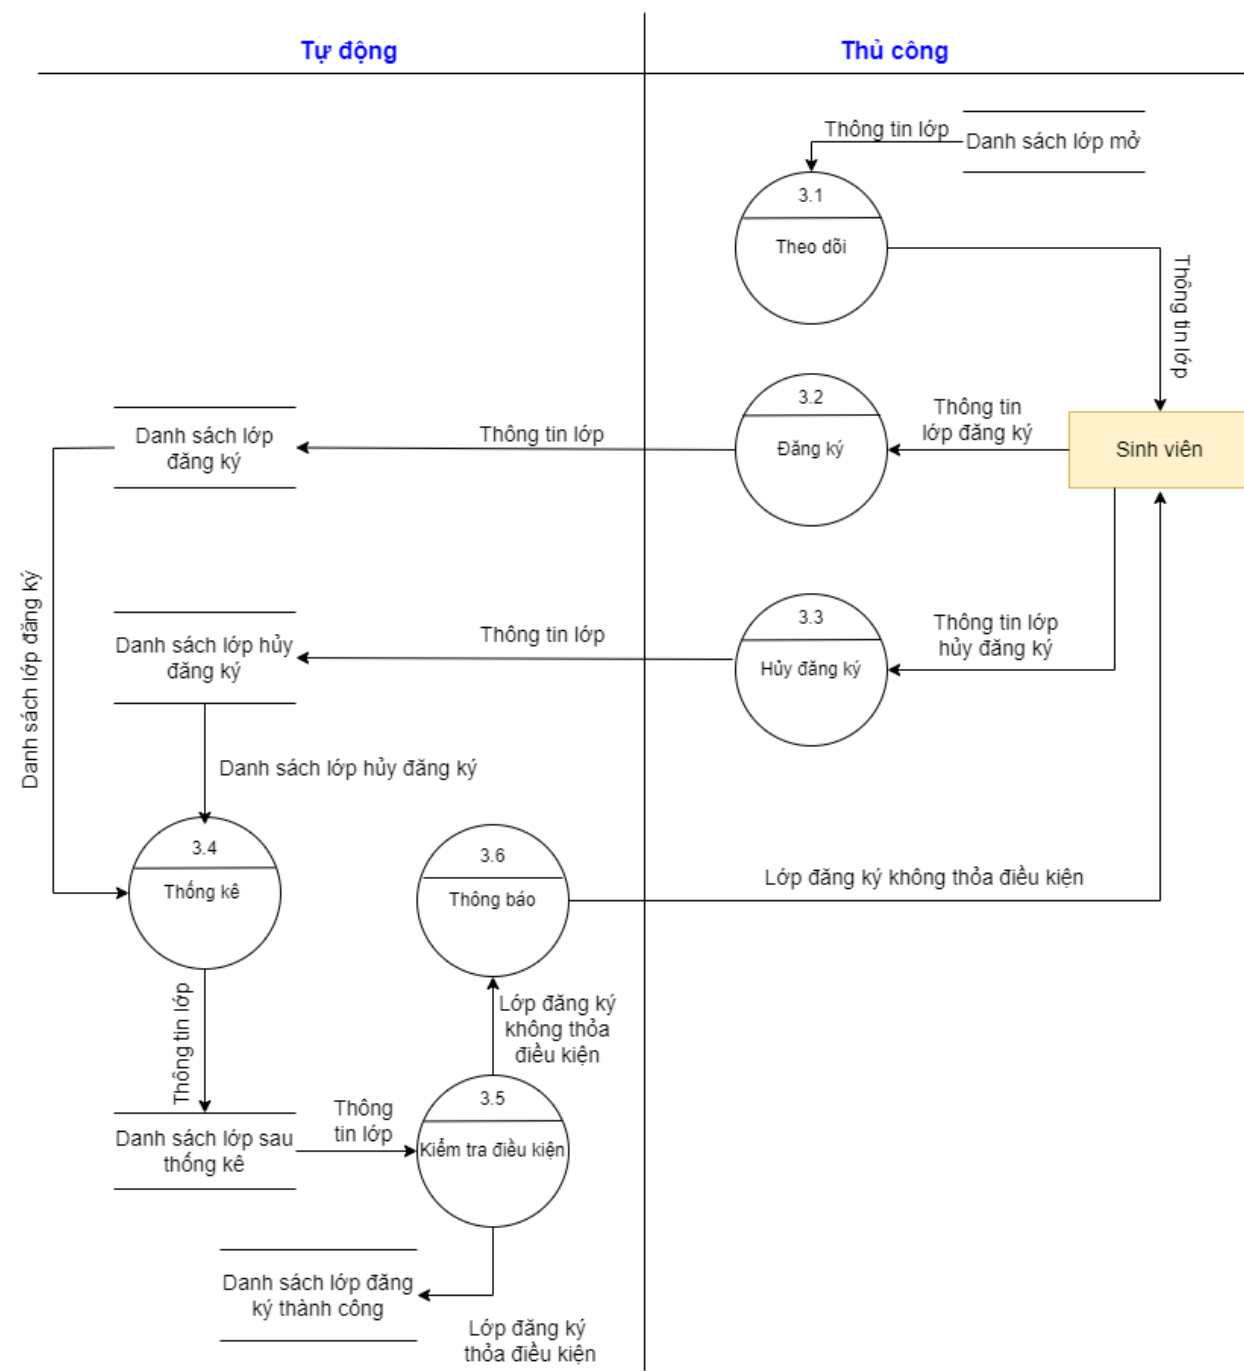 Tự động
Thủ công
Thông tin lớp
Danh sách lớp mở
3.1
Theo dõi
Thông tin lớp
3.2
Đăng ký
Thông tin
lớp đăng ký
Sinh viên
Thông tin lớp
Danh sách lớp
đăng ký
Danh sách lớp đăng ký
3.3
Hủy đăng ký
Thông tin lớp
hủy đăng ký
Thông tin lớp
Danh sách lớp hủy
đăng ký
Danh sách lớp hủy đăng ký
3.4
Thống kê
3.6
Thông báo
Lớp đăng ký không thỏa điều kiện
Thông tin lớp
Lớp đăng ký
không thỏa
điều kiện
Danh sách lớp sau
thống kê
Thông
tin lớp
3.5
Kiểm tra điều kiện
Danh sách lớp đăng
ký thành công
Lớp đăng ký
thỏa điều kiện